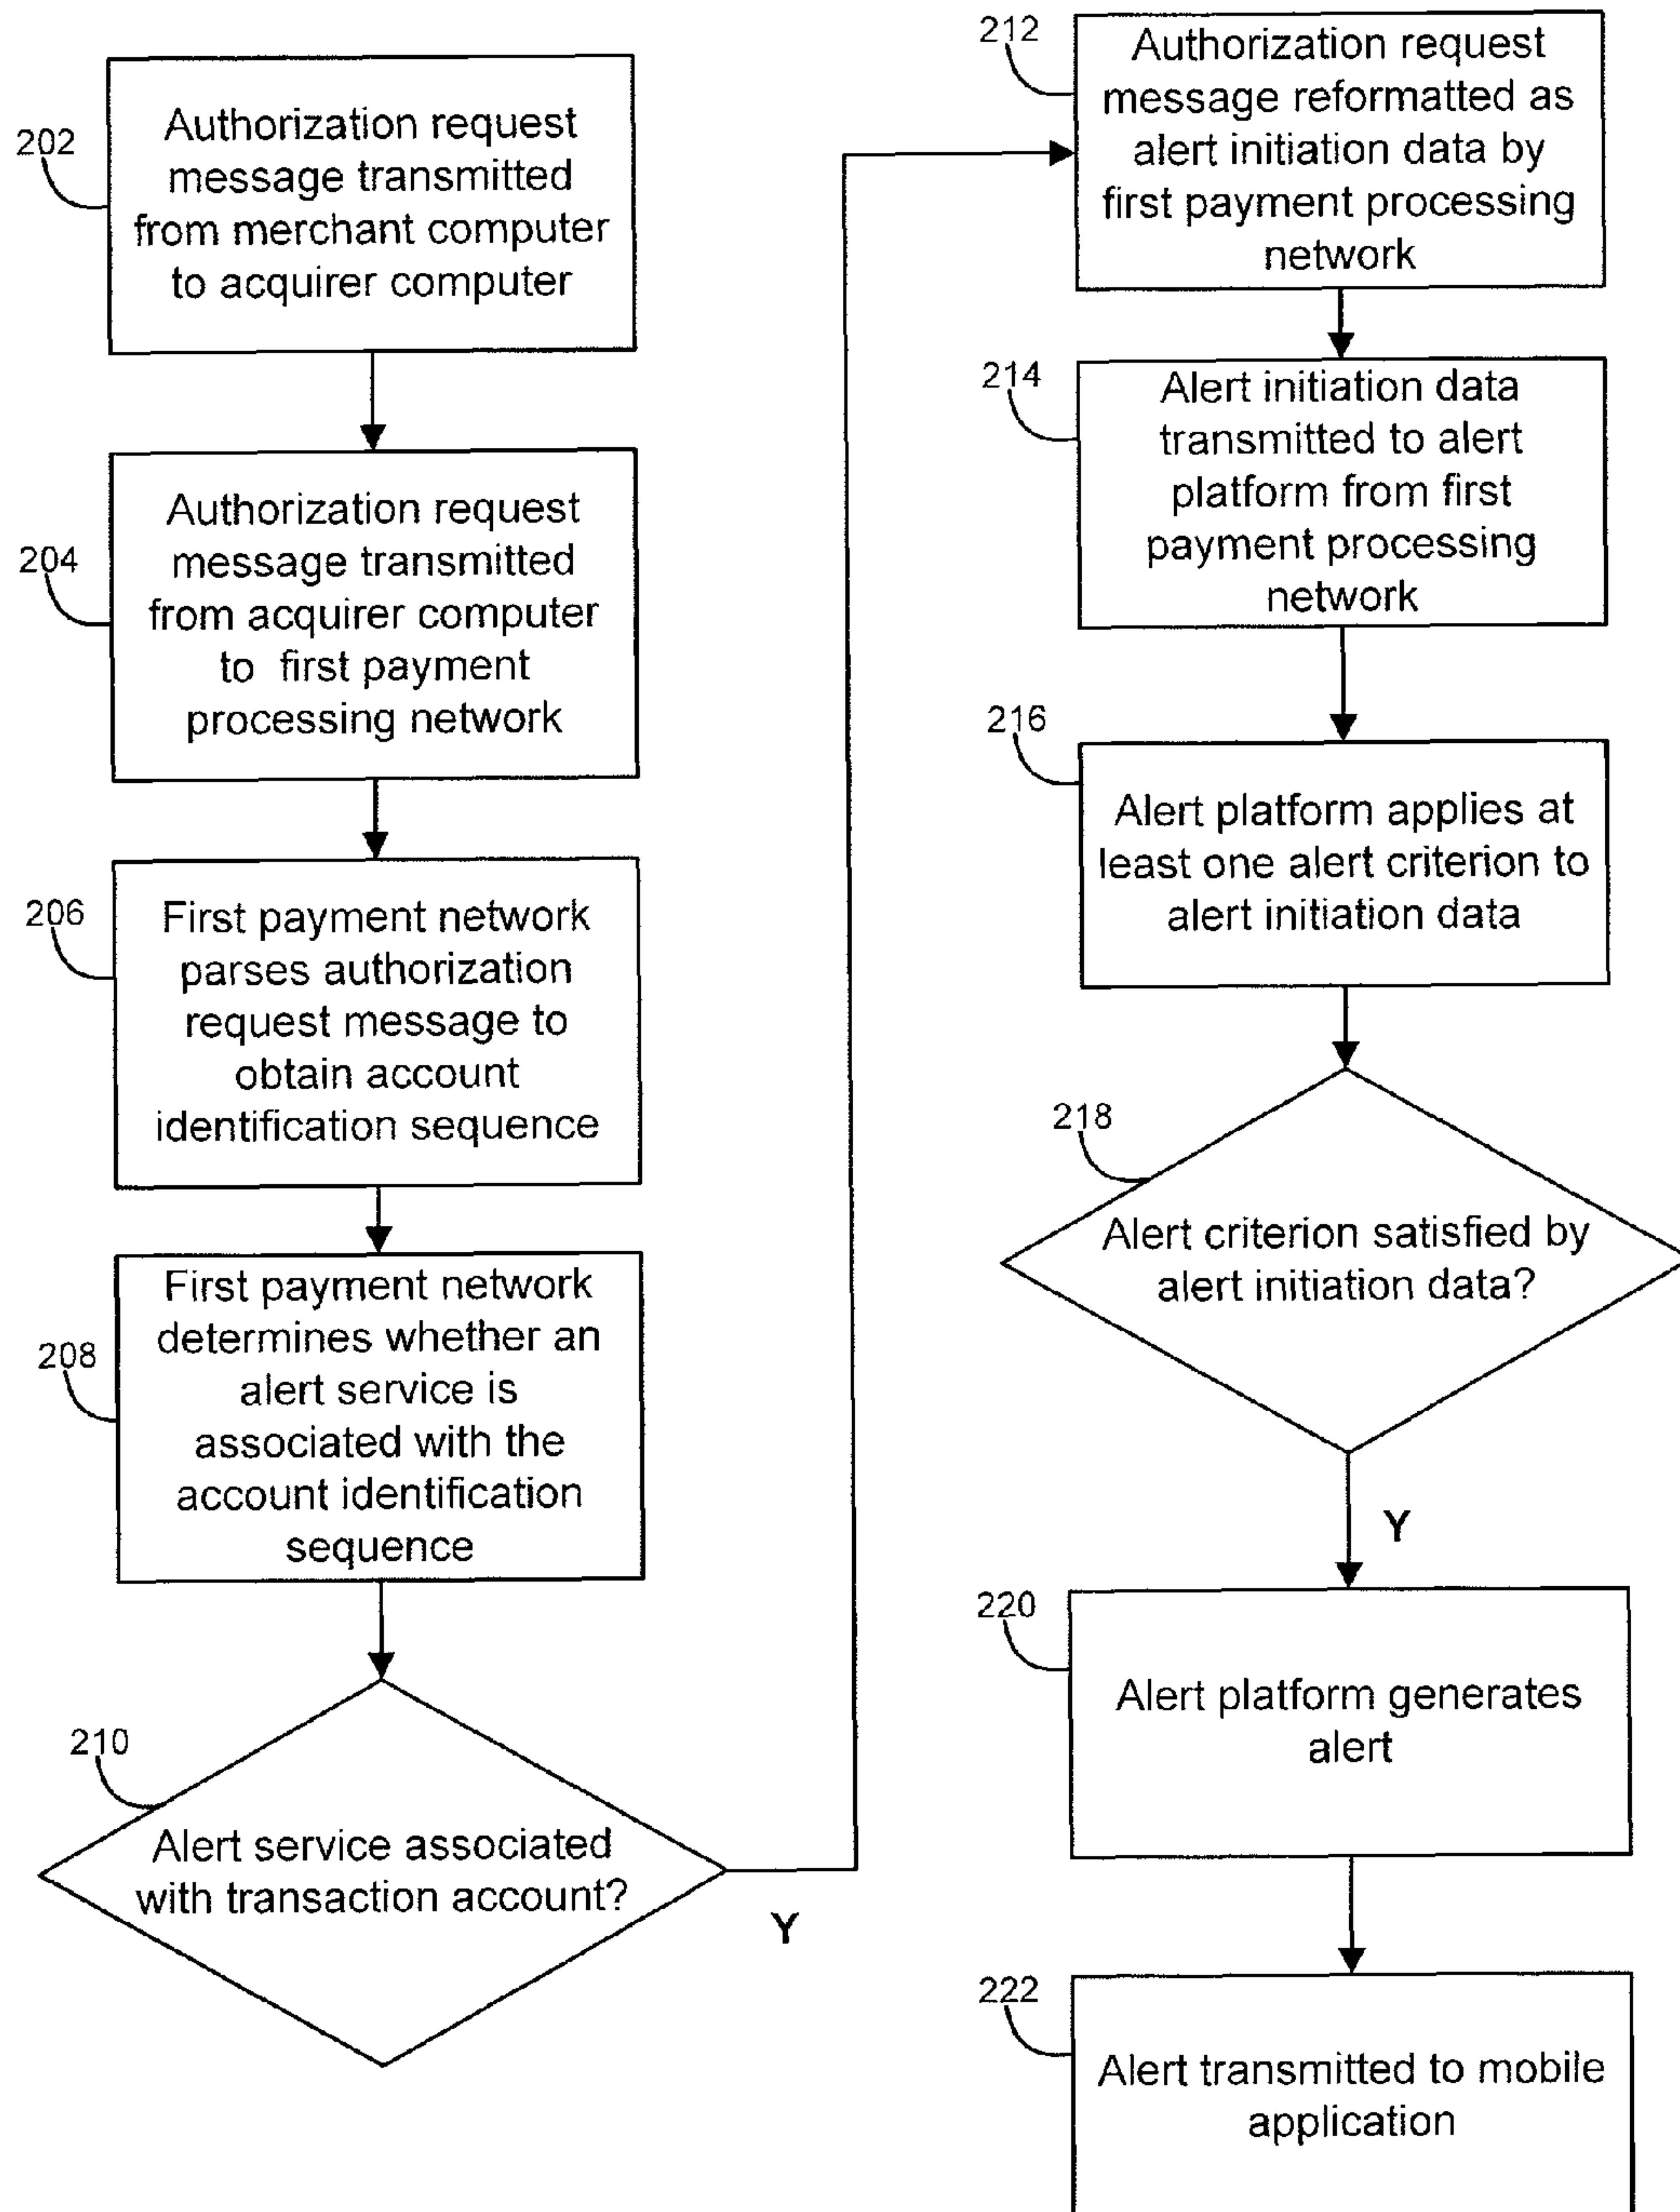 202
Authorization request
message transmitted
from merchant computer
to acquirer computer
204
Authorization request
message transmitted
from acquirer computer
to first payment
processing network
206
First payment network
parses authorization
request message to
obtain account
identification sequence
208
First payment network
determines whether an
alert service is
associated with the
account identification
sequence
210
Alert service associated
with transaction account?
Y
212
Authorization request
message reformatted as
alert initiation data by
first payment processing
network
214
Alert initiation data
transmitted to alert
platform from first
payment processing
network
216
Alert platform applies at
least one alert criterion to
alert initiation data
218
Alert criterion satisfied by
alert initiation data?
Y
220
Alert platform generates
alert
222
Alert transmitted to mobile
application